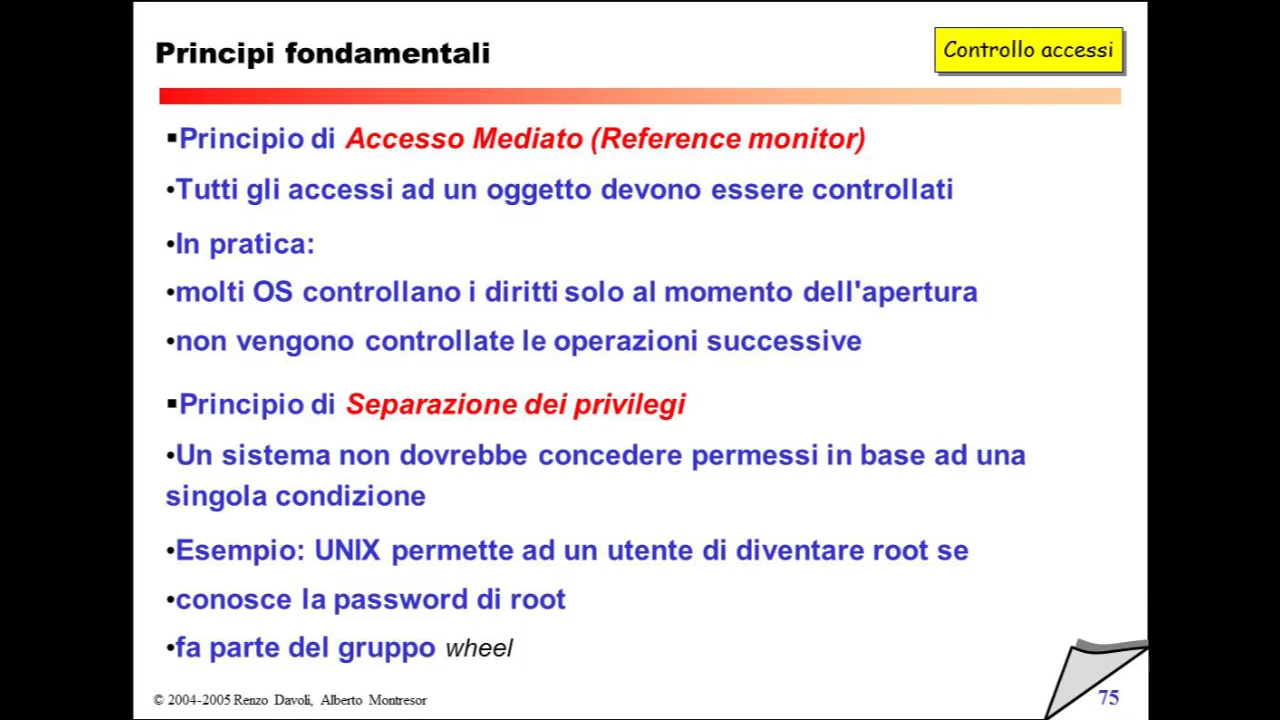 Principi fondamentali
Controllo accessi
▪Principio di Accesso Mediato (Reference monitor)
•Tutti gli accessi ad un oggetto devono essere controllati
•In pratica:
•molti OS controllano i diritti solo al momento dell'apertura
•non vengono controllate le operazioni successive
▪Principio di Separazione dei privilegi
•Un sistema non dovrebbe concedere permessi in base ad una
singola condizione
•Esempio: UNIX permette ad un utente di diventare root se
•conosce la password di root
•fa parte del gruppo wheel
© 2004-2005 Renzo Davoli, Alberto Montresor
75